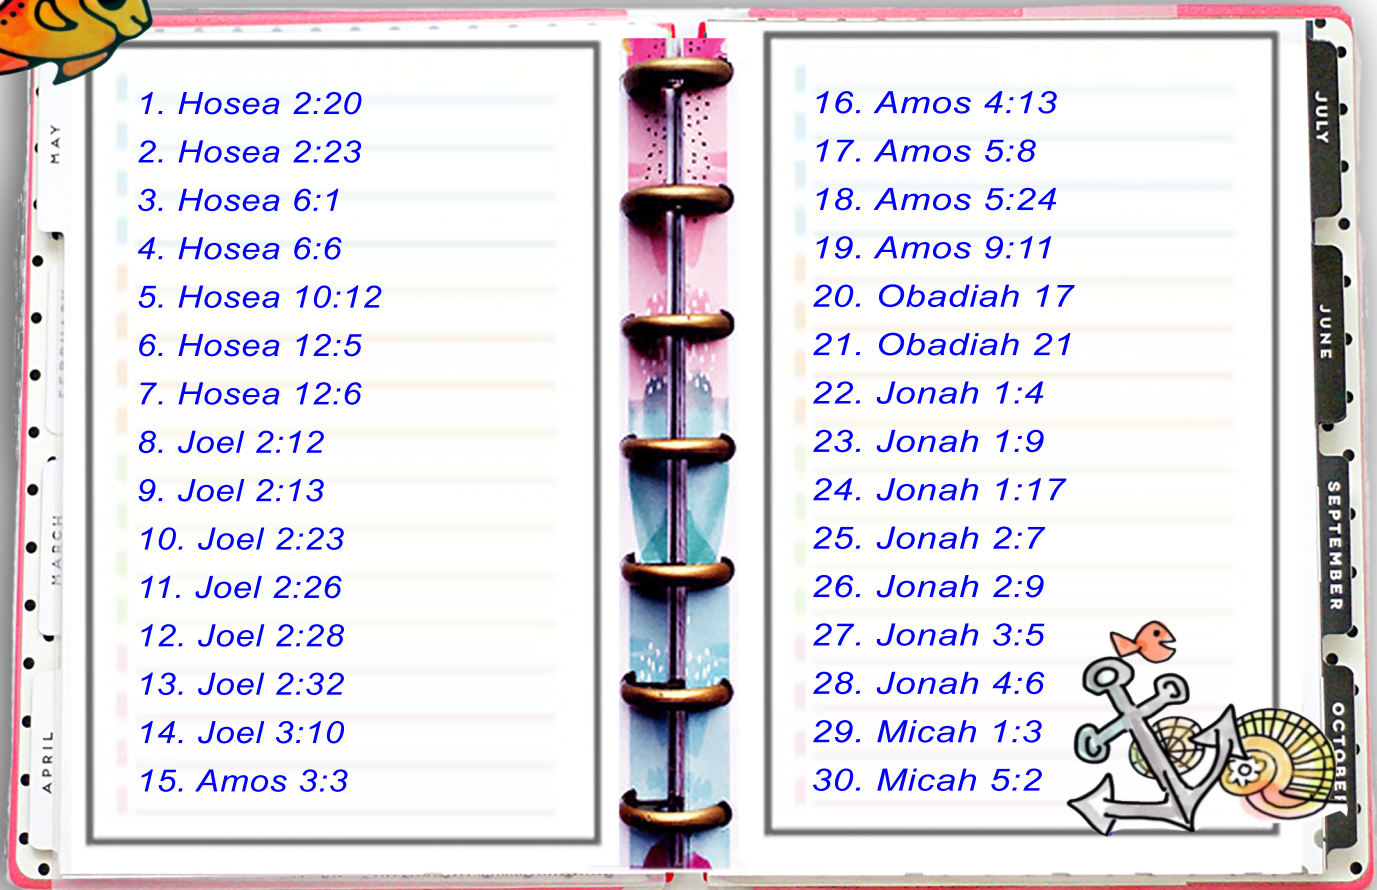 1. Hosea 2:20
2. Hosea 2:23
3. Hosea 6:1
4. Hosea 6:6
5. Hosea 10:12
6. Hosea 12:5
7. Hosea 12:6
8. Joel 2:12
9. Joel 2:13
10. Joel 2:23
11. Joel 2:26
12. Joel 2:28
13. Joel 2:32
14. Joel 3:10
15. Amos 3:3
16. Amos 4:13
17. Amos 5:8
18. Amos 5:24
19. Amos 9:11
20. Obadiah 17
21. Obadiah 21
22. Jonah 1:4
23. Jonah 1:9
24. Jonah 1:17
25. Jonah 2:7
26. Jonah 2:9
27. Jonah 3:5
28. Jonah 4:6
29. Micah 1:3
30. Micah 5:2
MAY
FEBRUARY
MARCH
APRIL
JULY
JUNE
SEPTEMBER
OCTOBER